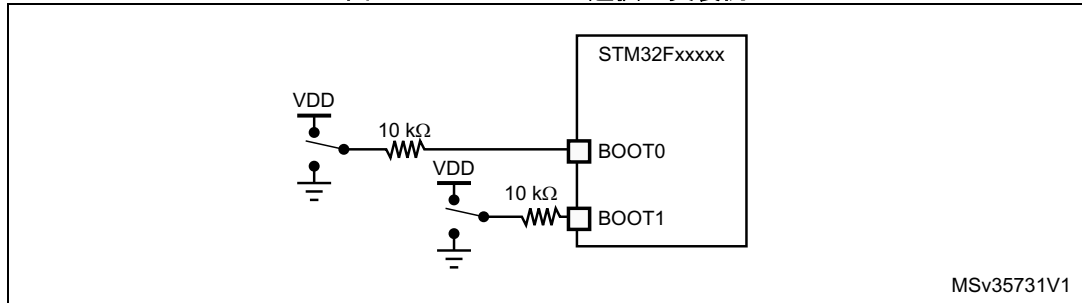 STM32Fxxxxx
VDD
10 kΩ
BOOT0
VDD
10 kΩ
BOOT1
MSv35731V1